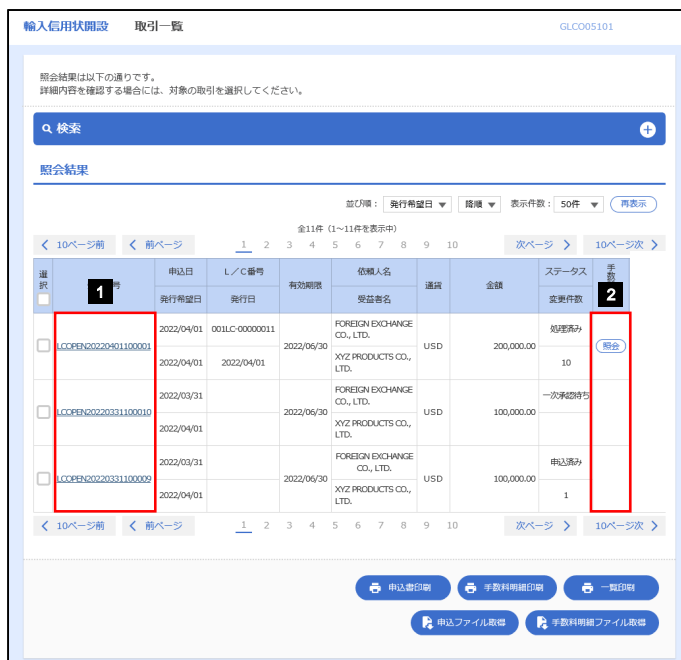 輸入信用状開設 取引一覧 GLCO05101
照会結果は以下の通りです。
詳細内容を確認する場合には、対象の取引を選択してください。
検索
照会結果
並び順： 発行希望日 ▼ 降順 ▼ 表示件数： 50件 ▼ 再表示
全11件（1～11件を表示中）
10ページ前 前ページ 1 2 3 4 5 6 7 8 9 10 次ページ 10ページ次
選択 1 号 申込日 L／C番号 有効期限 依頼人名 通貨 金額 ステータス 手数 2
発行希望日 発行日 受益者名 変更件数
LCOPEN20220401100001 2022/04/01 001LC-00000011 2022/06/30 FOREIGN EXCHANGE CO., LTD. USD 200,000.00 処理済み 照会
2022/04/01 2022/04/01 XYZ PRODUCTS CO., LTD. 10
LCOPEN20220331100010 2022/03/31 2022/06/30 FOREIGN EXCHANGE CO., LTD. USD 100,000.00 一次承認待ち
2022/04/01 XYZ PRODUCTS CO., LTD.
LCOPEN20220331100009 2022/03/31 2022/06/30 FOREIGN EXCHANGE CO., LTD. USD 100,000.00 申込済み
2022/04/01 XYZ PRODUCTS CO., LTD. 1
10ページ前 前ページ 1 2 3 4 5 6 7 8 9 10 次ページ 10ページ次
申込書印刷 手数料明細印刷 一覧印刷
申込ファイル取得 手数料明細ファイル取得